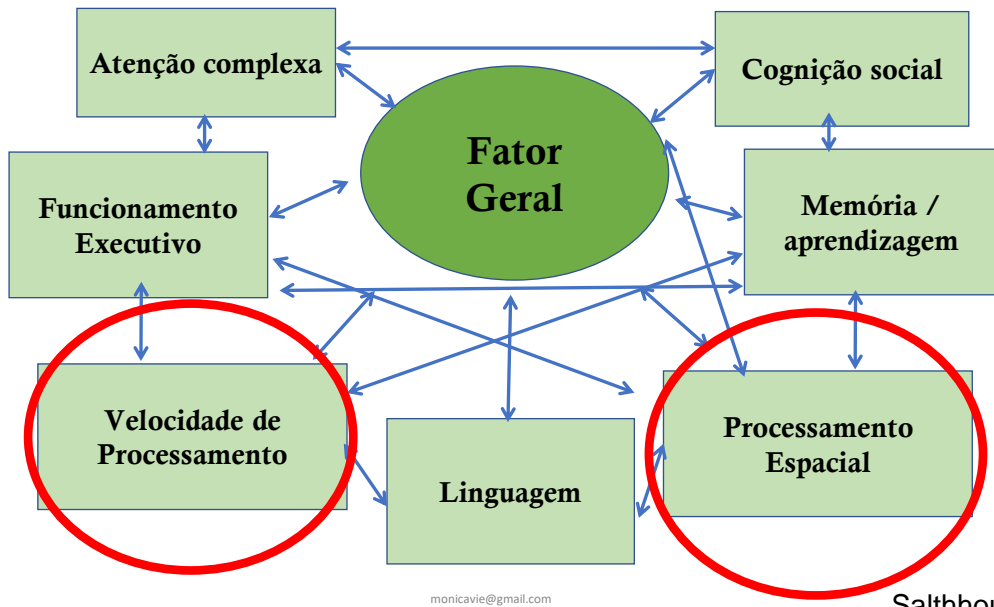 Atenção complexa
Cognição social
Fator
Geral
Funcionamento
Executivo
Memória /
aprendizagem
Velocidade de
Processamento
Linguagem
Processamento
Espacial
monicavie@gmail.com
Salthhou